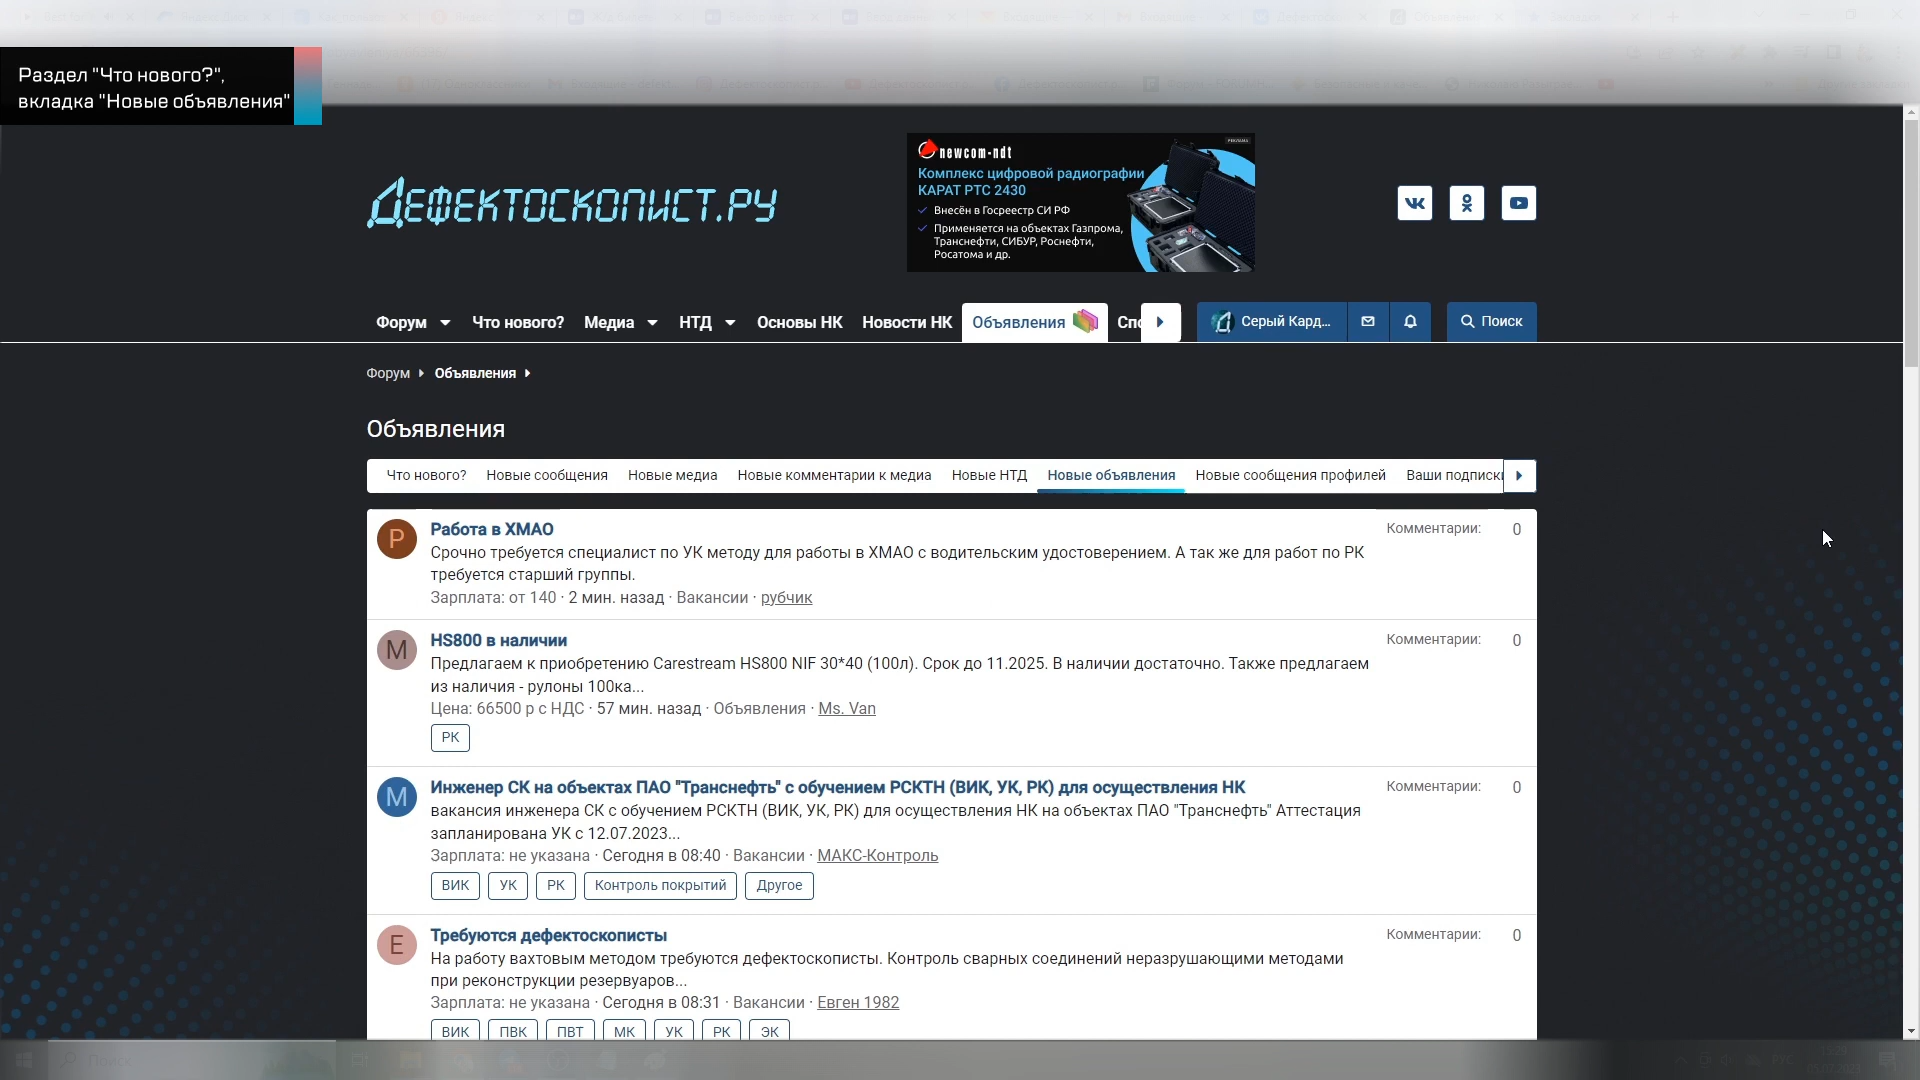 Раздел "Что нового?",
вкладка "Новые объявления"
ДЕФЕКТОСКОПИСТ.РУ
РЕКЛАМА
newcom-ndt
Комплекс цифровой радиографии
КАРАТ РТС 2430
Внесён в Госреестр СИ РФ
Применяется на объектах Газпрома,
Транснефти, СИБУР, Роснефти,
Росатома и др.
Форум Что нового? Медиа НТД Основы НК Новости НК Объявления Спо Серый Кард... Поиск
Форум Объявления
Объявления
Что нового? Новые сообщения Новые медиа Новые комментарии к медиа Новые НТД Новые объявления Новые сообщения профилей Ваши подписки
Р Работа в ХМАО Комментарии: 0
Срочно требуется специалист по УК методу для работы в ХМАО с водительским удостоверением. А так же для работ по РК
требуется старший группы.
Зарплата: от 140 · 2 мин. назад · Вакансии · рубчик
M HS800 в наличии Комментарии: 0
Предлагаем к приобретению Carestream HS800 NIF 30*40 (100л). Срок до 11.2025. В наличии достаточно. Также предлагаем
из наличия - рулоны 100ка...
Цена: 66500 р с НДС · 57 мин. назад · Объявления · Ms. Van
РК
М Инженер СК на объектах ПАО "Транснефть" с обучением РСКТН (ВИК, УК, РК) для осуществления НК Комментарии: 0
вакансия инженера СК с обучением РСКТН (ВИК, УК, РК) для осуществления НК на объектах ПАО "Транснефть" Аттестация
запланирована УК с 12.07.2023...
Зарплата: не указана · Сегодня в 08:40 · Вакансии · МАКС-Контроль
ВИК УК РК Контроль покрытий Другое
Е Требуются дефектоскописты Комментарии: 0
На работу вахтовым методом требуются дефектоскописты. Контроль сварных соединений неразрушающими методами
при реконструкции резервуаров...
Зарплата: не указана · Сегодня в 08:31 · Вакансии · Евген 1982
ВИК ПВК ПВТ МК УК РК ЭК
Поиск